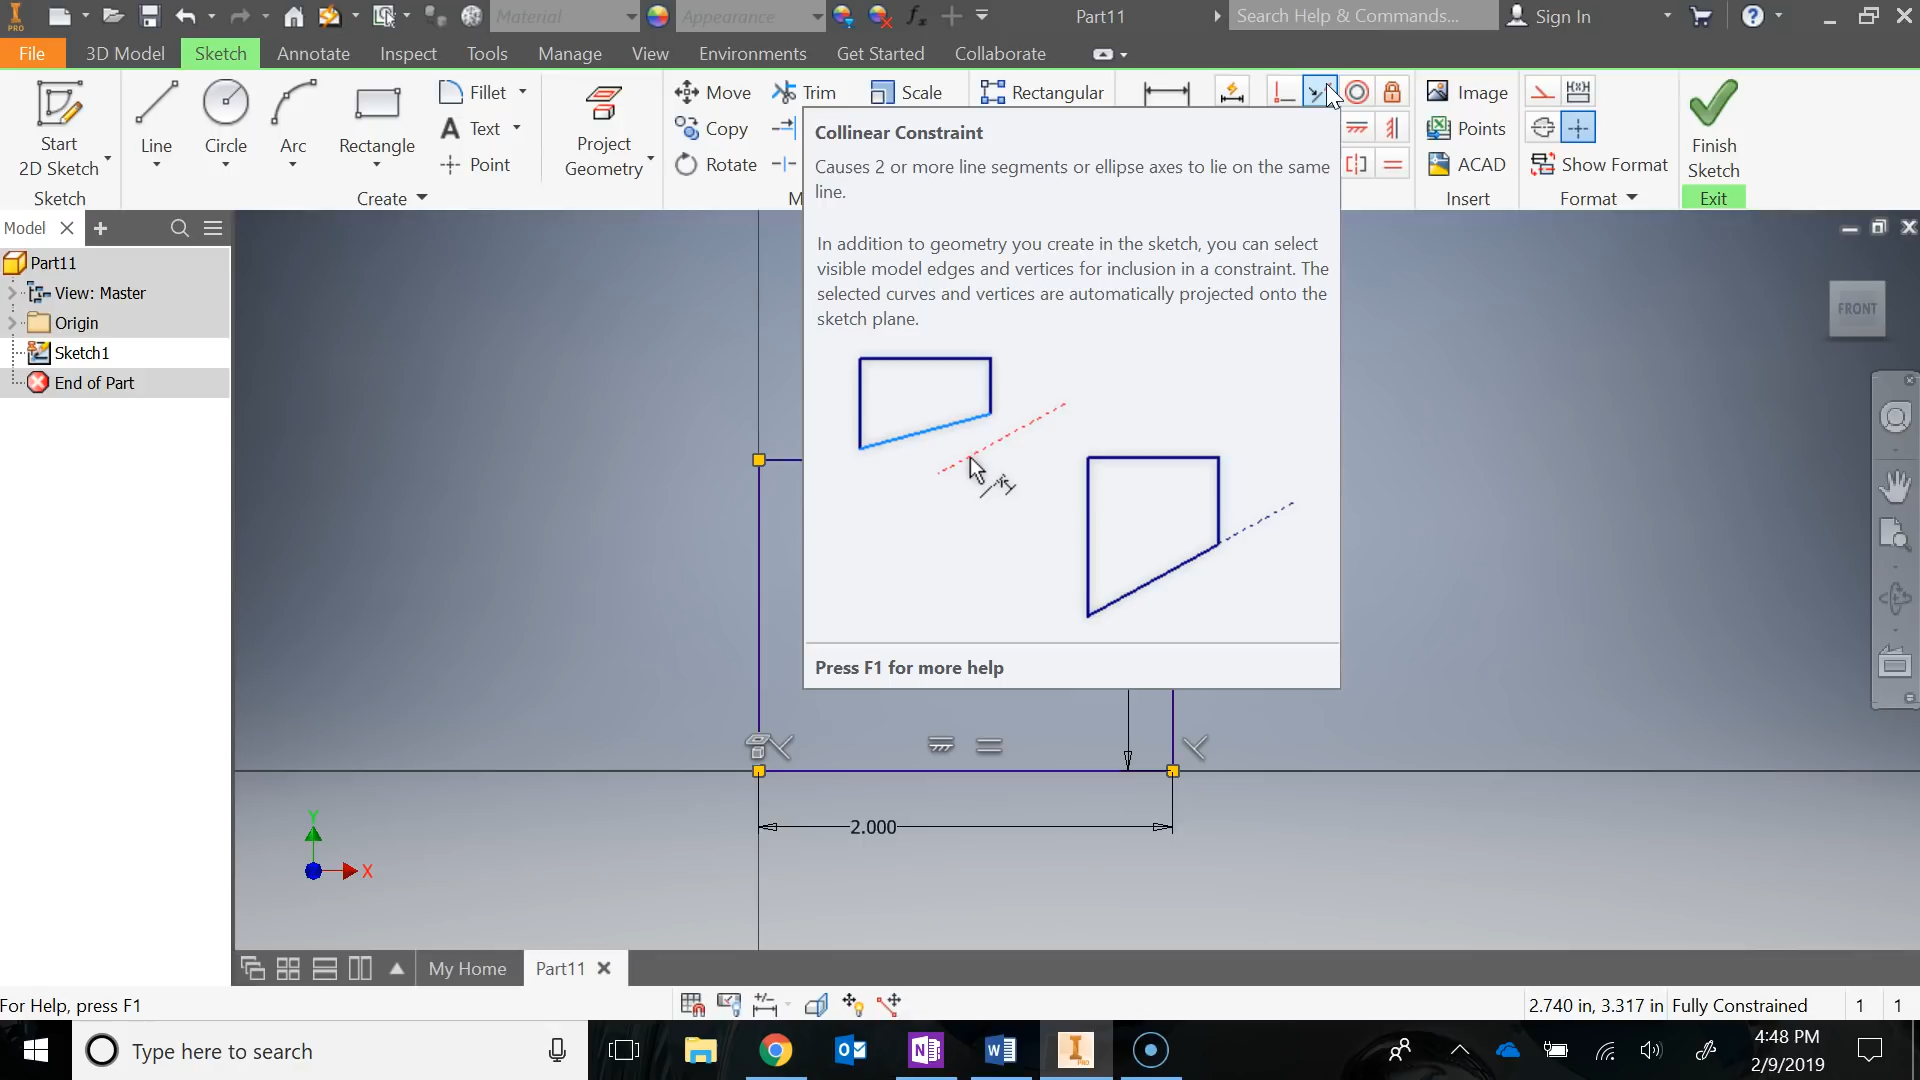 PRO
Material
Appearance
Part11
Search Help & Commands...
Sign In
File
3D Model
Sketch
Annotate
Inspect
Tools
Manage
View
Environments
Get Started
Collaborate
Start
2D Sketch
Line
Circle
Arc
Rectangle
Fillet
Text
Point
Project
Geometry
Move
Copy
Rotate
Trim
Scale
Rectangular
Image
Points
ACAD
Show Format
Finish
Sketch
Sketch
Create
M
Insert
Format
Exit
Collinear Constraint
Causes 2 or more line segments or ellipse axes to lie on the same
line.
In addition to geometry you create in the sketch, you can select
visible model edges and vertices for inclusion in a constraint. The
selected curves and vertices are automatically projected onto the
sketch plane.
Press F1 for more help
Model
Part11
View: Master
Origin
Sketch1
End of Part
FRONT
2.000
Y
X
My Home
Part11
For Help, press F1
2.740 in, 3.317 in
Fully Constrained
1
1
Type here to search
4:48 PM
2/9/2019